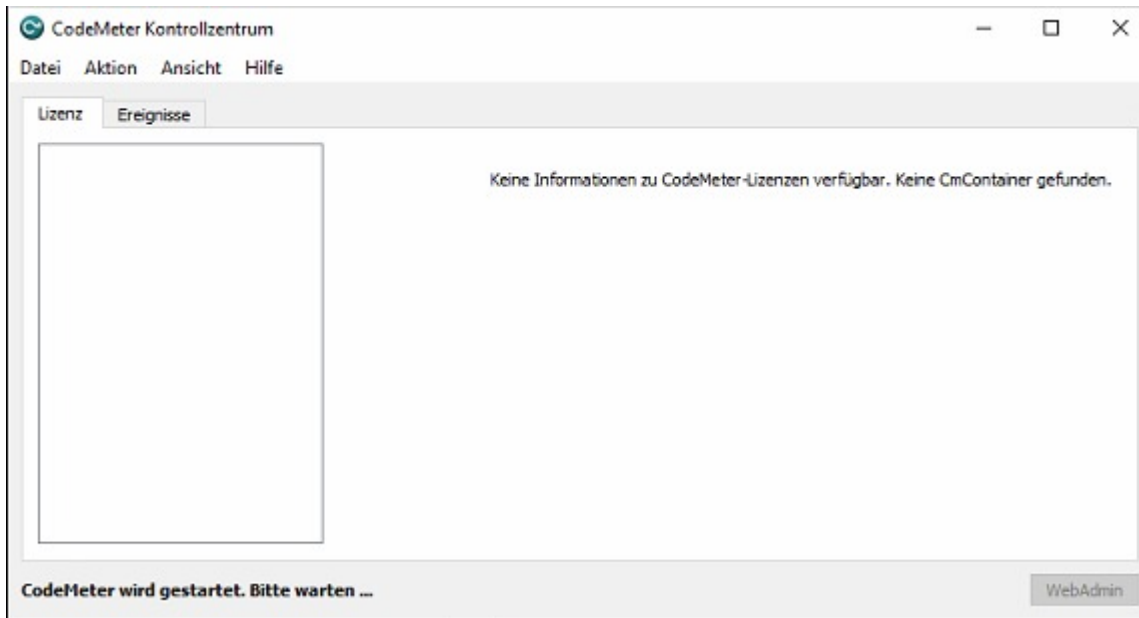 CodeMeter Kontrollzentrum
Datei Aktion Ansicht Hilfe
Lizenz Ereignisse
Keine Informationen zu CodeMeter-Lizenzen verfügbar. Keine CmContainer gefunden.
CodeMeter wird gestartet. Bitte warten ...
WebAdmin